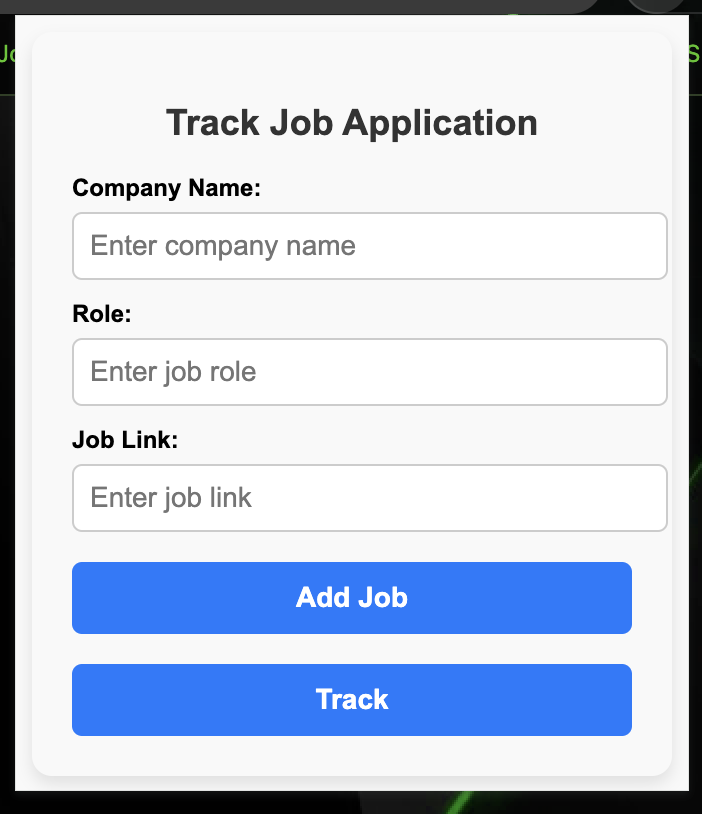 Track Job Application
Company Name:
Enter company name
Role:
Enter job role
Job Link:
Enter job link
Add Job
Track